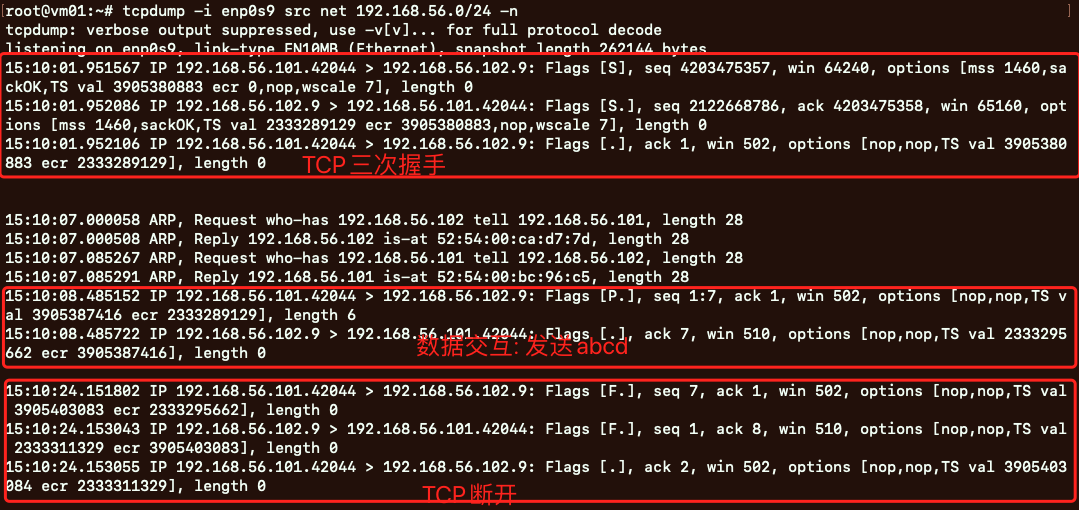 [root@vm01:~# tcpdump -i enp0s9 src net 192.168.56.0/24 -n ]
tcpdump: verbose output suppressed, use -v[v]... for full protocol decode
listening on enp0s9, link-type EN10MB (Ethernet), snapshot length 262144 bytes
15:10:01.951567 IP 192.168.56.101.42044 > 192.168.56.102.9: Flags [S], seq 4203475357, win 64240, options [mss 1460,sa
ckOK,TS val 3905380883 ecr 0,nop,wscale 7], length 0
15:10:01.952086 IP 192.168.56.102.9 > 192.168.56.101.42044: Flags [S.], seq 2122668786, ack 4203475358, win 65160, opt
ions [mss 1460,sackOK,TS val 2333289129 ecr 3905380883,nop,wscale 7], length 0
15:10:01.952106 IP 192.168.56.101.42044 > 192.168.56.102.9: Flags [.], ack 1, win 502, options [nop,nop,TS val 3905380
883 ecr 2333289129], length 0
TCP三次握手
15:10:07.000058 ARP, Request who-has 192.168.56.102 tell 192.168.56.101, length 28
15:10:07.000508 ARP, Reply 192.168.56.102 is-at 52:54:00:ca:d7:7d, length 28
15:10:07.085267 ARP, Request who-has 192.168.56.101 tell 192.168.56.102, length 28
15:10:07.085291 ARP, Reply 192.168.56.101 is-at 52:54:00:bc:96:c5, length 28
15:10:08.485152 IP 192.168.56.101.42044 > 192.168.56.102.9: Flags [P.], seq 1:7, ack 1, win 502, options [nop,nop,TS v
al 3905387416 ecr 2333289129], length 6
15:10:08.485722 IP 192.168.56.102.9 > 192.168.56.101.42044: Flags [.], ack 7, win 510, options [nop,nop,TS val 2333295
662 ecr 3905387416], length 0
数据交互: 发送abcd
15:10:24.151802 IP 192.168.56.101.42044 > 192.168.56.102.9: Flags [F.], seq 7, ack 1, win 502, options [nop,nop,TS val
3905403083 ecr 2333295662], length 0
15:10:24.153043 IP 192.168.56.102.9 > 192.168.56.101.42044: Flags [F.], seq 1, ack 8, win 510, options [nop,nop,TS val
2333311329 ecr 3905403083], length 0
15:10:24.153055 IP 192.168.56.101.42044 > 192.168.56.102.9: Flags [.], ack 2, win 502, options [nop,nop,TS val 3905403
084 ecr 2333311329], length 0
TCP断开